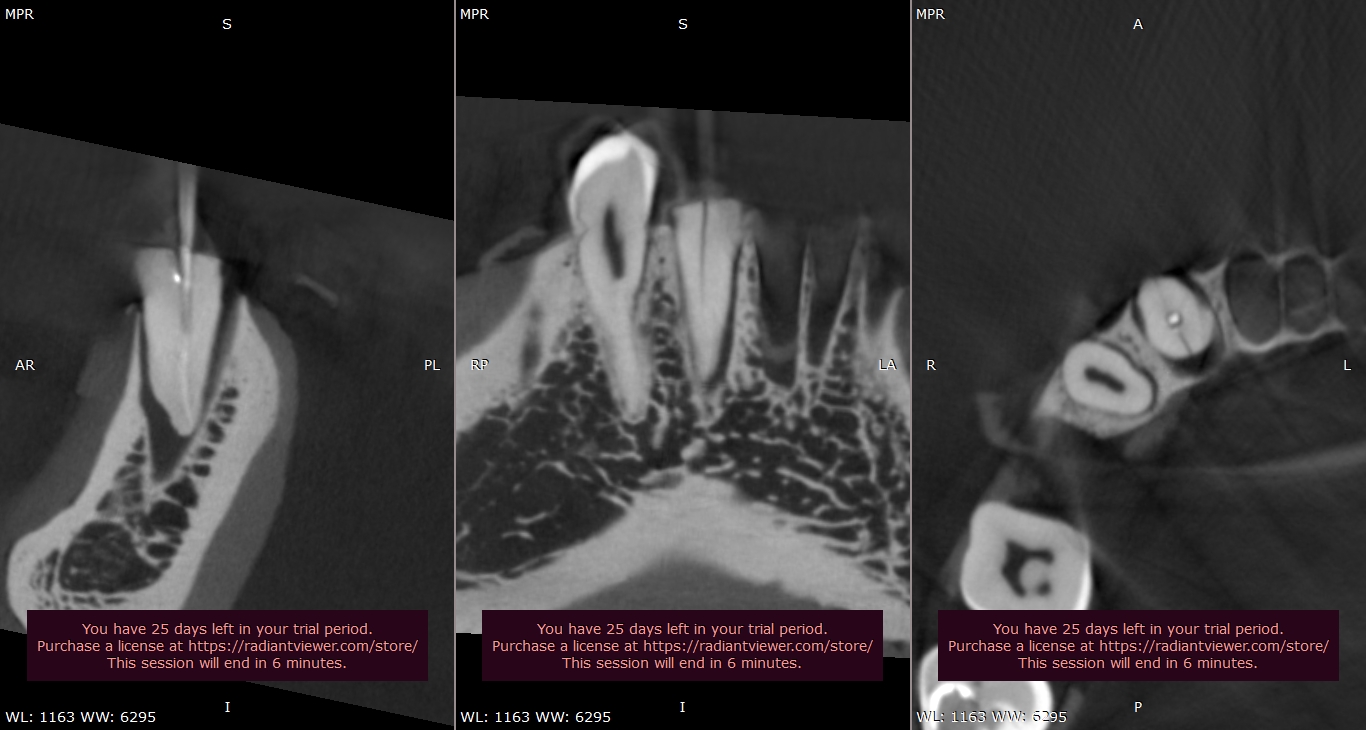 MPR
S
AR
PL
You have 25 days left in your trial period.
Purchase a license at https://radiantviewer.com/store/
This session will end in 6 minutes.
I
WL: 1163 WW: 6295
MPR
S
RP
LA
You have 25 days left in your trial period.
Purchase a license at https://radiantviewer.com/store/
This session will end in 6 minutes.
I
WL: 1163 WW: 6295
MPR
A
R
L
You have 25 days left in your trial period.
Purchase a license at https://radiantviewer.com/store/
This session will end in 6 minutes.
P
WL: 1163 WW: 6295